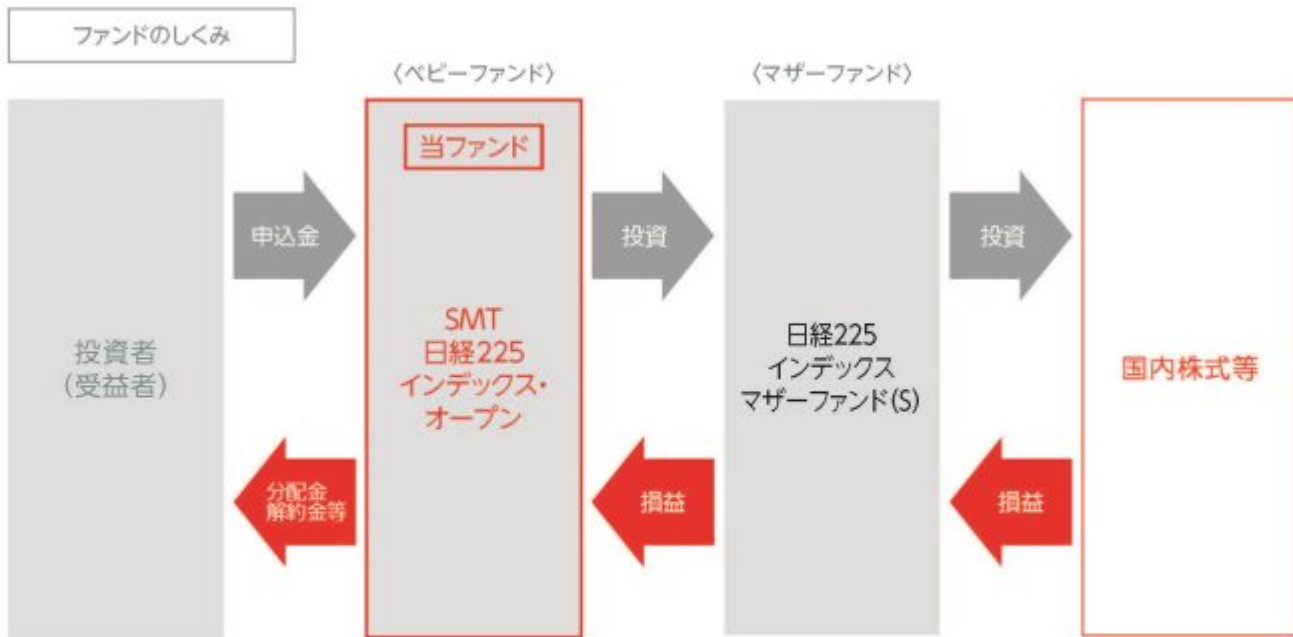 ファンドのしくみ
〈ベビーファンド〉
〈マザーファンド〉
投資者
(受益者)
申込金
分配金
解約金等
当ファンド
SMT
日経225
インデックス・
オープン
投資
損益
日経225
インデックス
マザーファンド(S)
投資
損益
国内株式等